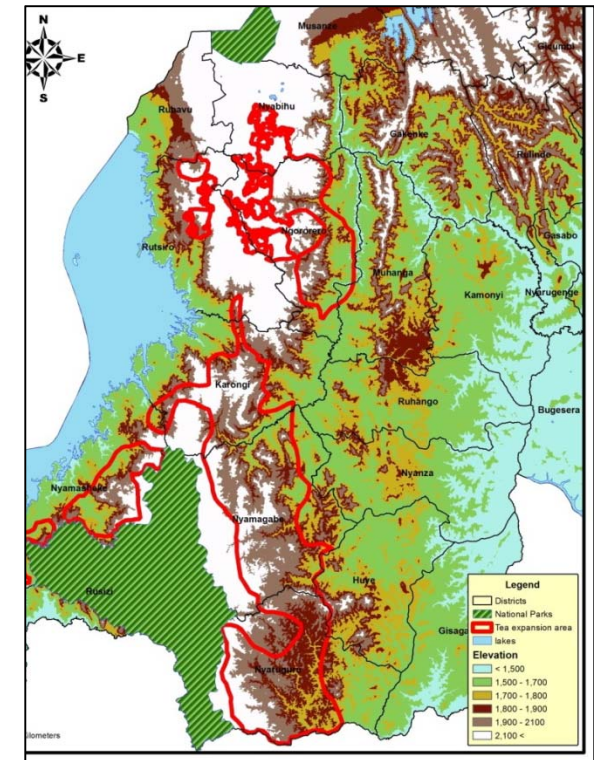 N
E
S
Musanze
Gicumbi
Nyabihu
Rubavu
Gakenke
Rulindo
Ngororero
Gasabo
Rutsiro
Muhanga
Kamonyi
Nyarugenge
Karongi
Ruhango
Bugesera
Nyanza
Nyamasheke
Nyamagabe
Huye
Rusizi
Gisaga
Nyaruguru
ilometers
Legend
Districts
National Parks
Tea expansion area
lakes
Elevation
< 1,500
1,500 - 1,700
1,700 - 1,800
1,800 - 1,900
1,900 - 2100
2,100 <